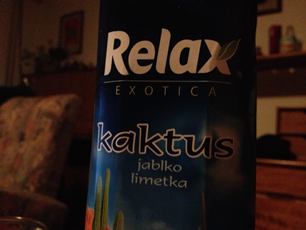 Relax
EXOTICA
kaktus
jablko
limetka